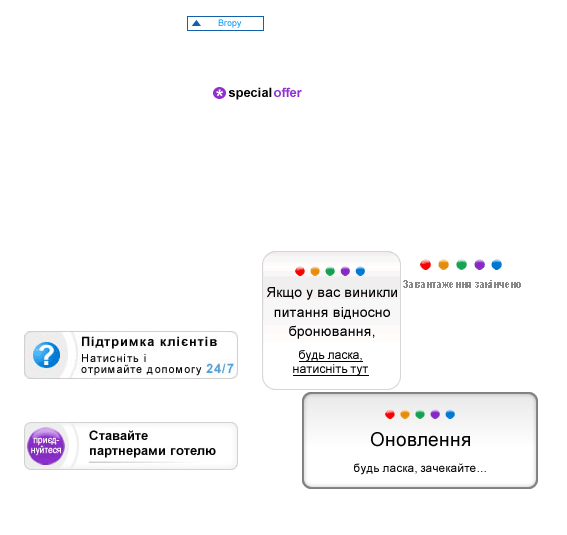 Вгору
special offer
Завантаження закінчено
Якщо у вас виникли
питання відносно
бронювання,
будь ласка,
натисніть тут
Підтримка клієнтів
Натисніть і
отримайте допомогу 24/7
Оновлення
будь ласка, зачекайте...
приєд-
нуйтеся
Ставайте
партнерами готелю